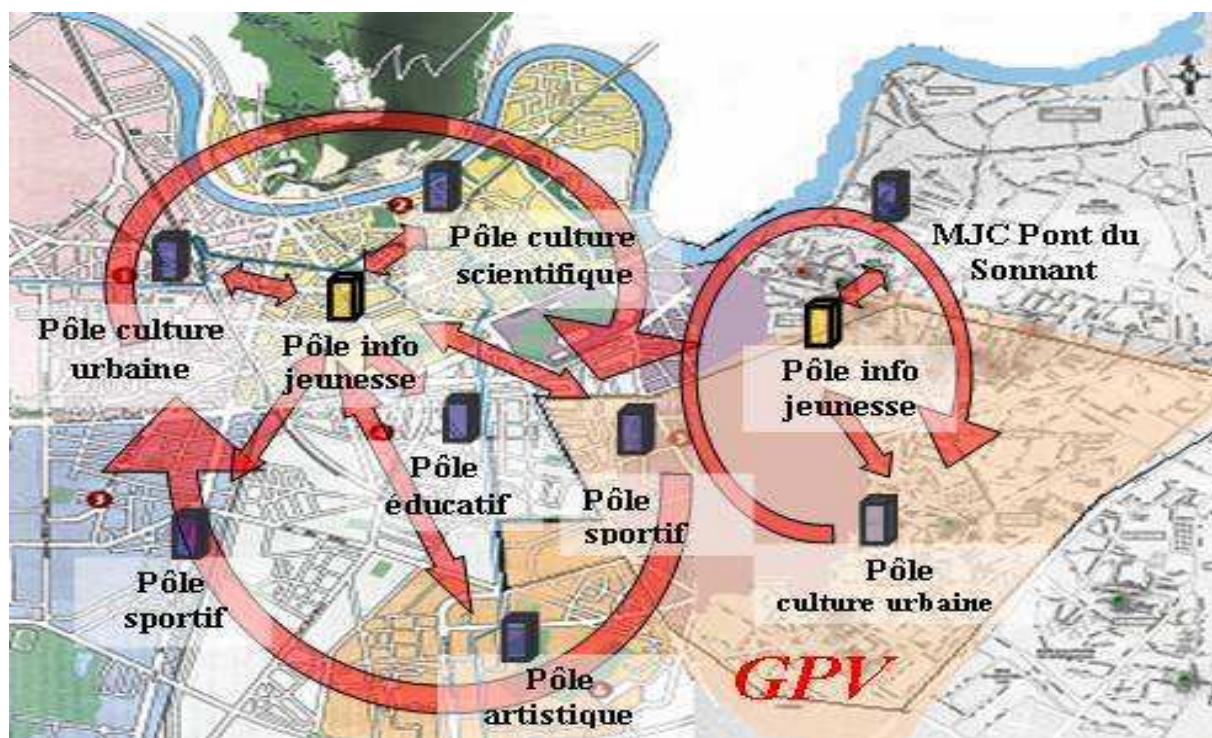 Pôle culture
scientifique
MJC Pont du
Sonnant
Pôle culture
urbaine
Pôle info
jeunesse
Pôle info
jeunesse
Pôle
éducatif
Pôle
sportif
3
Pôle
sportif
Pôle
culture urbaine
Pôle
artistique
GPV